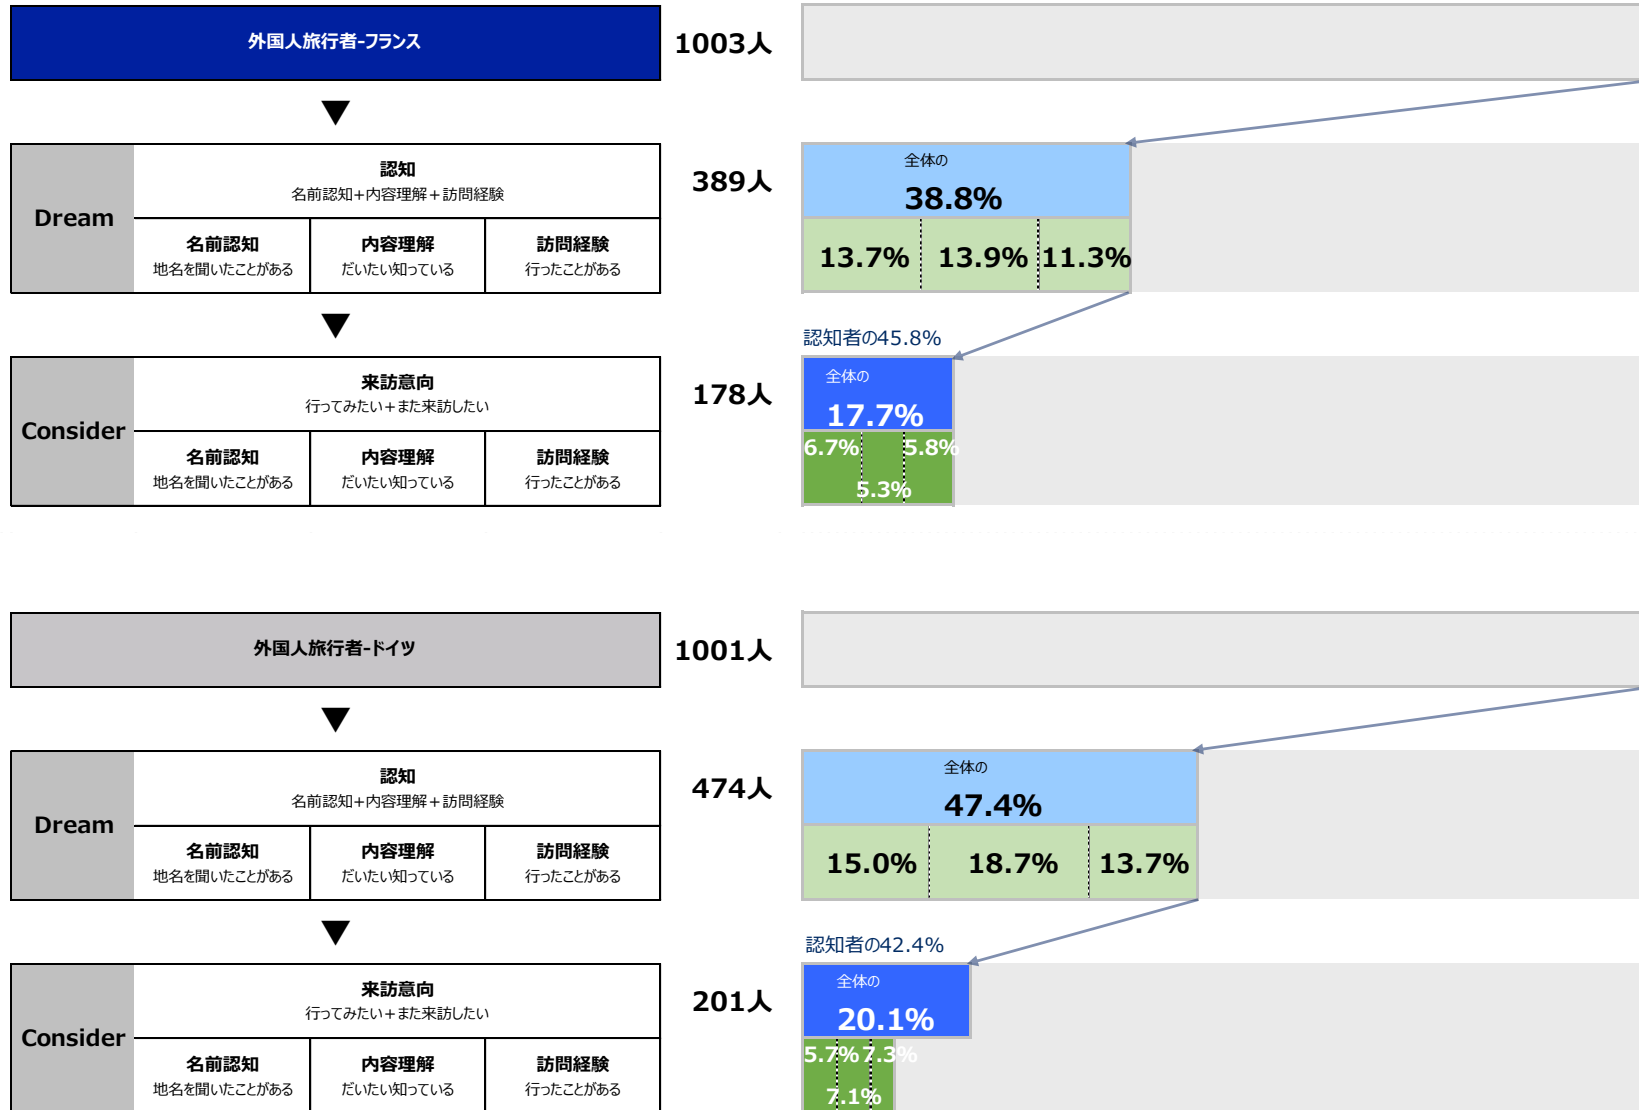 外国人旅行者-フランス
1003人
Dream
認知
名前認知+内容理解+訪問経験
名前認知
地名を聞いたことがある
内容理解
だいたい知っている
訪問経験
行ったことがある
389人
全体の
38.8%
13.7%
13.9%
11.3%
Consider
来訪意向
行ってみたい+また来訪したい
名前認知
地名を聞いたことがある
内容理解
だいたい知っている
訪問経験
行ったことがある
178人
認知者の45.8%
全体の
17.7%
6.7%
5.3%
5.8%
外国人旅行者-ドイツ
1001人
Dream
認知
名前認知+内容理解+訪問経験
名前認知
地名を聞いたことがある
内容理解
だいたい知っている
訪問経験
行ったことがある
474人
全体の
47.4%
15.0%
18.7%
13.7%
Consider
来訪意向
行ってみたい+また来訪したい
名前認知
地名を聞いたことがある
内容理解
だいたい知っている
訪問経験
行ったことがある
201人
認知者の42.4%
全体の
20.1%
5.7%
7.1%
7.3%